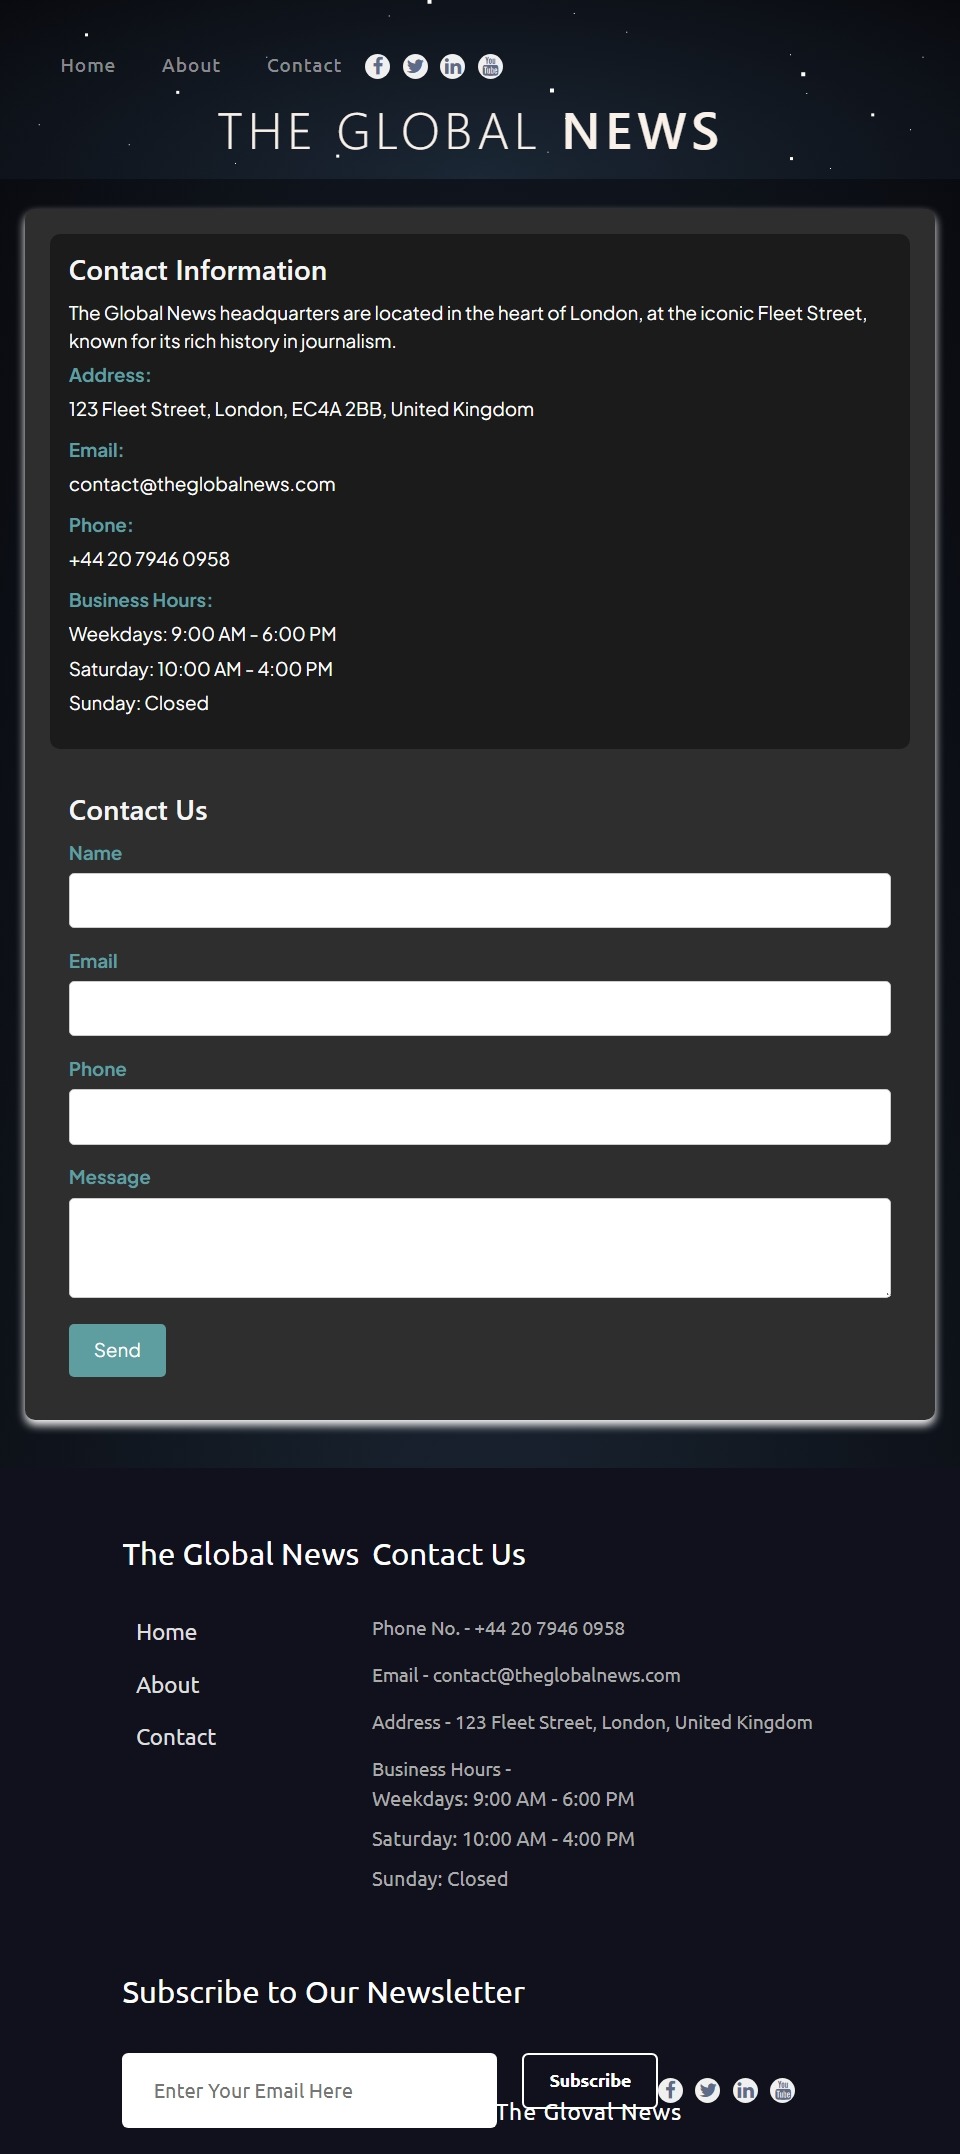 Home About Contact
THE GLOBAL NEWS
Contact Information
The Global News headquarters are located in the heart of London, at the iconic Fleet Street,
known for its rich history in journalism.
Address:
123 Fleet Street, London, EC4A 2BB, United Kingdom
Email:
contact@theglobalnews.com
Phone:
+44 20 7946 0958
Business Hours:
Weekdays: 9:00 AM - 6:00 PM
Saturday: 10:00 AM - 4:00 PM
Sunday: Closed
Contact Us
Name
Email
Phone
Message
Send
The Global News
Home
About
Contact
Contact Us
Phone No. - +44 20 7946 0958
Email - contact@theglobalnews.com
Address - 123 Fleet Street, London, United Kingdom
Business Hours -
Weekdays: 9:00 AM - 6:00 PM
Saturday: 10:00 AM - 4:00 PM
Sunday: Closed
Subscribe to Our Newsletter
Enter Your Email Here
Subscribe
The Gloval News